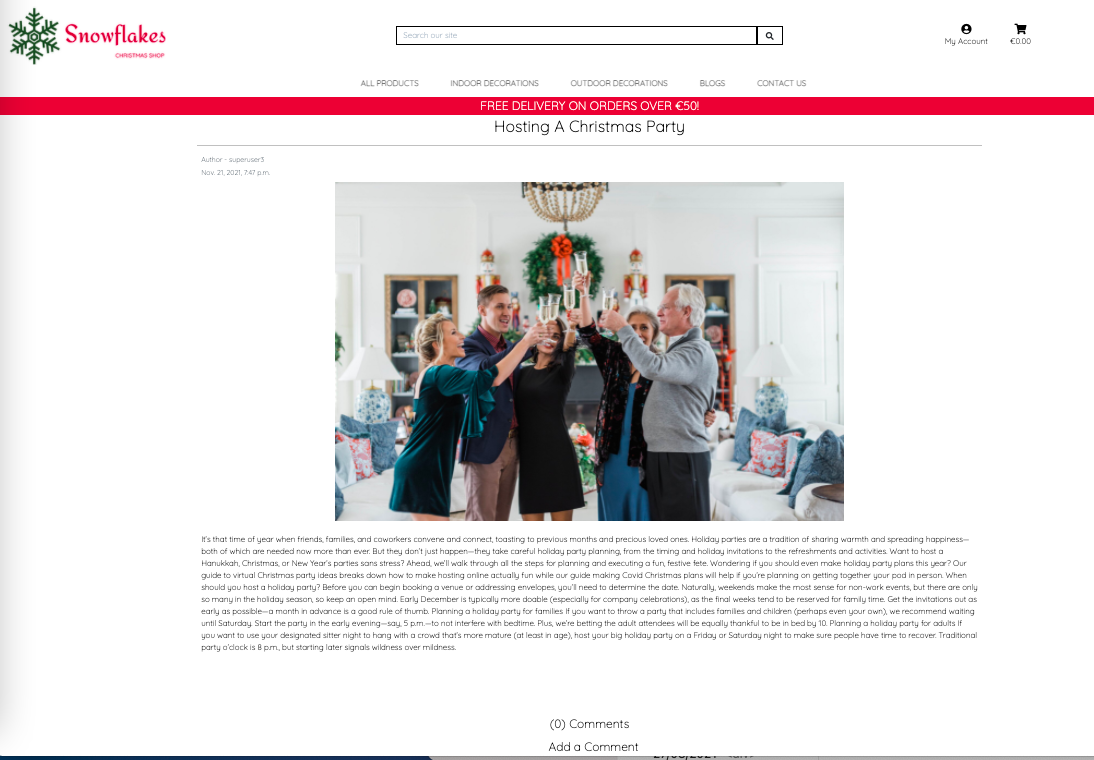 Snowflakes
CHRISTMAS SHOP
Search our site
My Account
€0.00
ALL PRODUCTS
INDOOR DECORATIONS
OUTDOOR DECORATIONS
BLOGS
CONTACT US
FREE DELIVERY ON ORDERS OVER €50!
Hosting A Christmas Party
Author - superuser3
Nov. 21, 2021, 7:47 p.m.
It's that time of year when friends, families, and coworkers convene and connect, toasting to previous months and precious loved ones. Holiday parties are a tradition of sharing warmth and spreading happiness—
both of which are needed now more than ever. But they don't just happen—they take careful holiday party planning, from the timing and holiday invitations to the refreshments and activities. Want to host a
Hanukkah, Christmas, or New Year's parties sans stress? Ahead, we'll walk through all the steps for planning and executing a fun, festive fete. Wondering if you should even make holiday party plans this year? Our
guide to virtual Christmas party ideas breaks down how to make hosting online actually fun while our guide making Covid Christmas plans will help if you're planning on getting together your pod in person. When
should you host a holiday party? Before you can begin booking a venue or addressing envelopes, you'll need to determine the date. Naturally, weekends make the most sense for non-work events, but there are only
so many in the holiday season, so keep an open mind. Early December is typically more doable (especially for company celebrations), as the final weeks tend to be reserved for family time. Get the invitations out as
early as possible—a month in advance is a good rule of thumb. Planning a holiday party for families If you want to throw a party that includes families and children (perhaps even your own), we recommend waiting
until Saturday. Start the party in the early evening—say, 5 p.m.—to not interfere with bedtime. Plus, we're betting the adult attendees will be equally thankful to be in bed by 10. Planning a holiday party for adults If
you want to use your designated sitter night to hang with a crowd that's more mature (at least in age), host your big holiday party on a Friday or Saturday night to make sure people have time to recover. Traditional
party o'clock is 8 p.m., but starting later signals wildness over mildness.
(0) Comments
Add a Comment